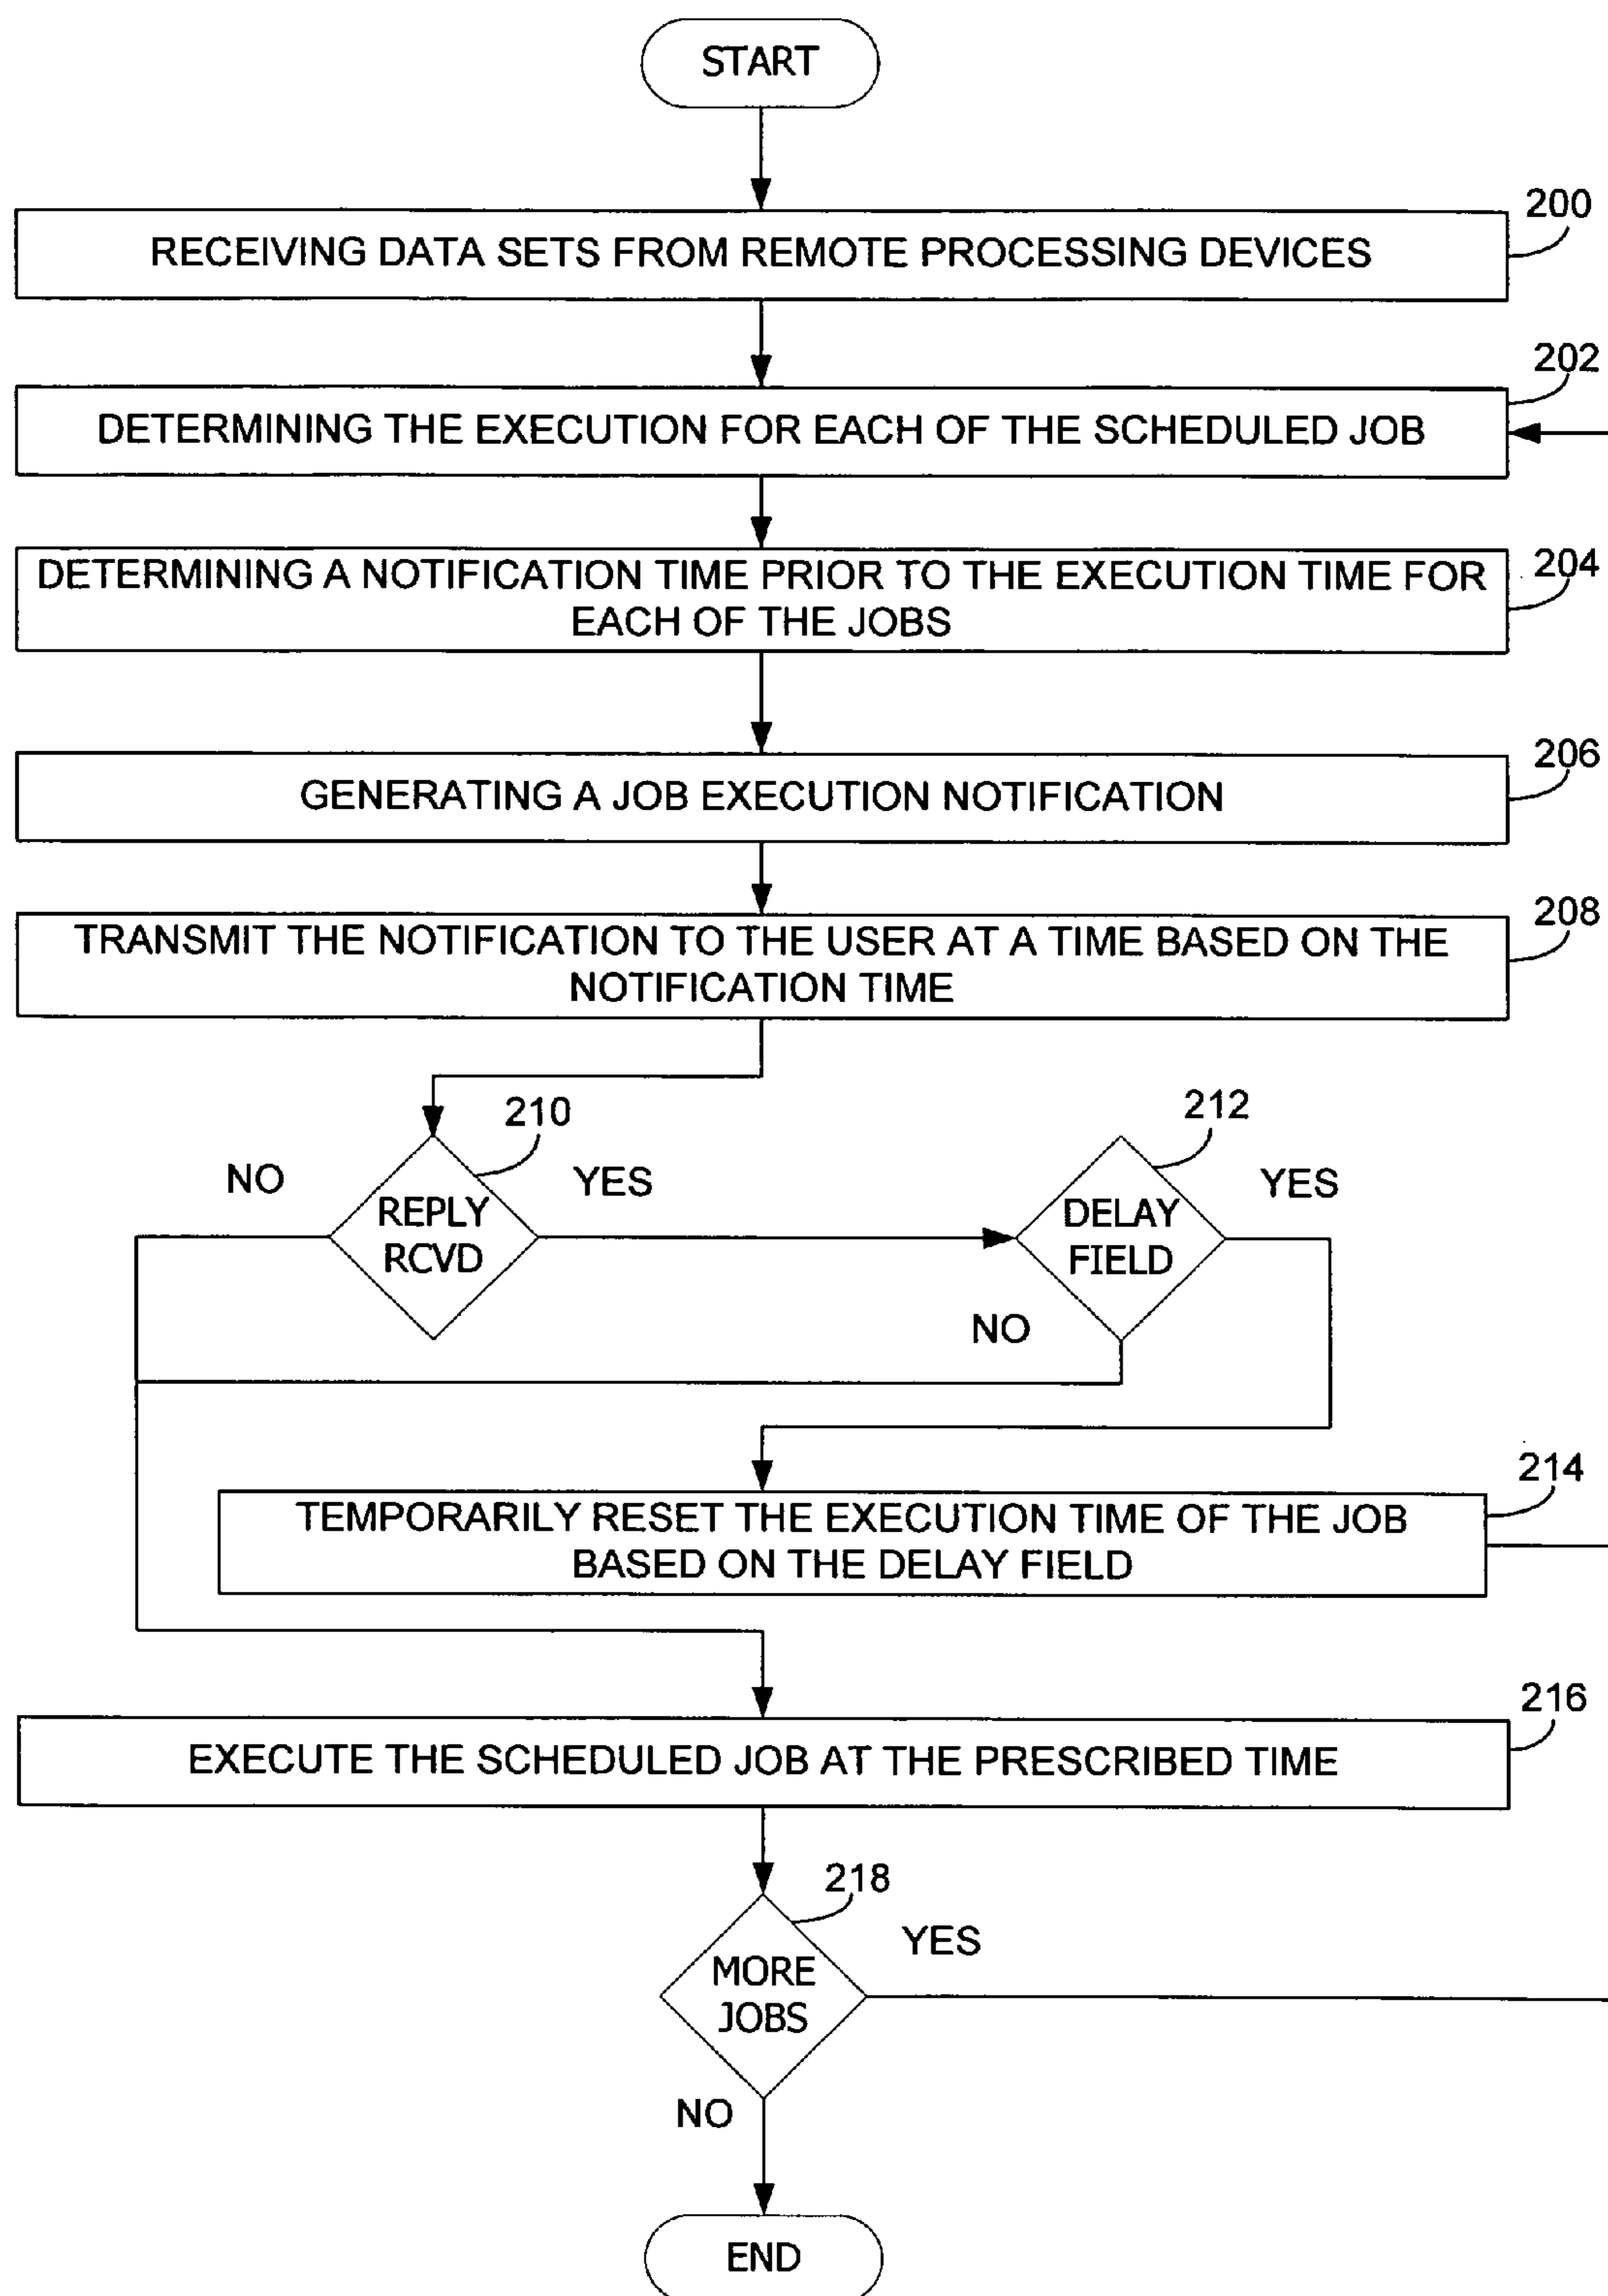 START
200
RECEIVING DATA SETS FROM REMOTE PROCESSING DEVICES
202
DETERMINING THE EXECUTION FOR EACH OF THE SCHEDULED JOB
204
DETERMINING A NOTIFICATION TIME PRIOR TO THE EXECUTION TIME FOR
EACH OF THE JOBS
206
GENERATING A JOB EXECUTION NOTIFICATION
208
TRANSMIT THE NOTIFICATION TO THE USER AT A TIME BASED ON THE
NOTIFICATION TIME
210
212
NO
YES
YES
REPLY
RCVD
DELAY
FIELD
NO
214
TEMPORARILY RESET THE EXECUTION TIME OF THE JOB
BASED ON THE DELAY FIELD
216
EXECUTE THE SCHEDULED JOB AT THE PRESCRIBED TIME
218
YES
MORE
JOBS
NO
END